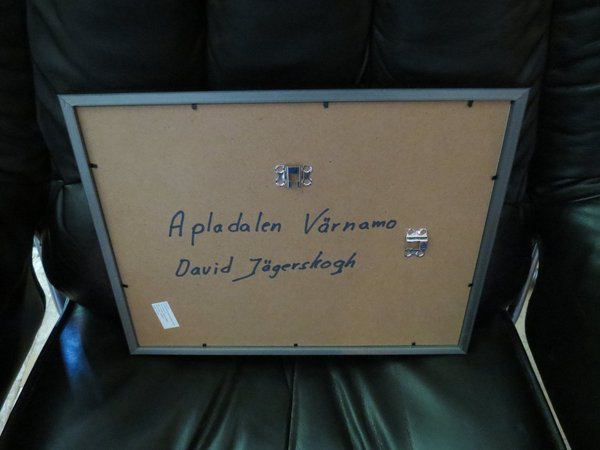 Apladalen Värnamo
David Jägerskogh